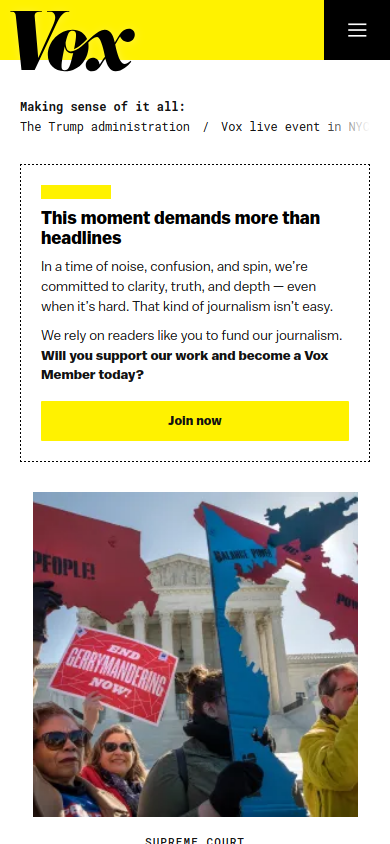 Vox
Making sense of it all:
The Trump administration / Vox live event in NYC
This moment demands more than
headlines
In a time of noise, confusion, and spin, we're
committed to clarity, truth, and depth — even
when it's hard. That kind of journalism isn't easy.
We rely on readers like you to fund our journalism.
Will you support our work and become a Vox
Member today?
Join now
PEOPLE!
BALANCE POWER
END
GERRYMANDERING
NOW!
SUPREME COURT